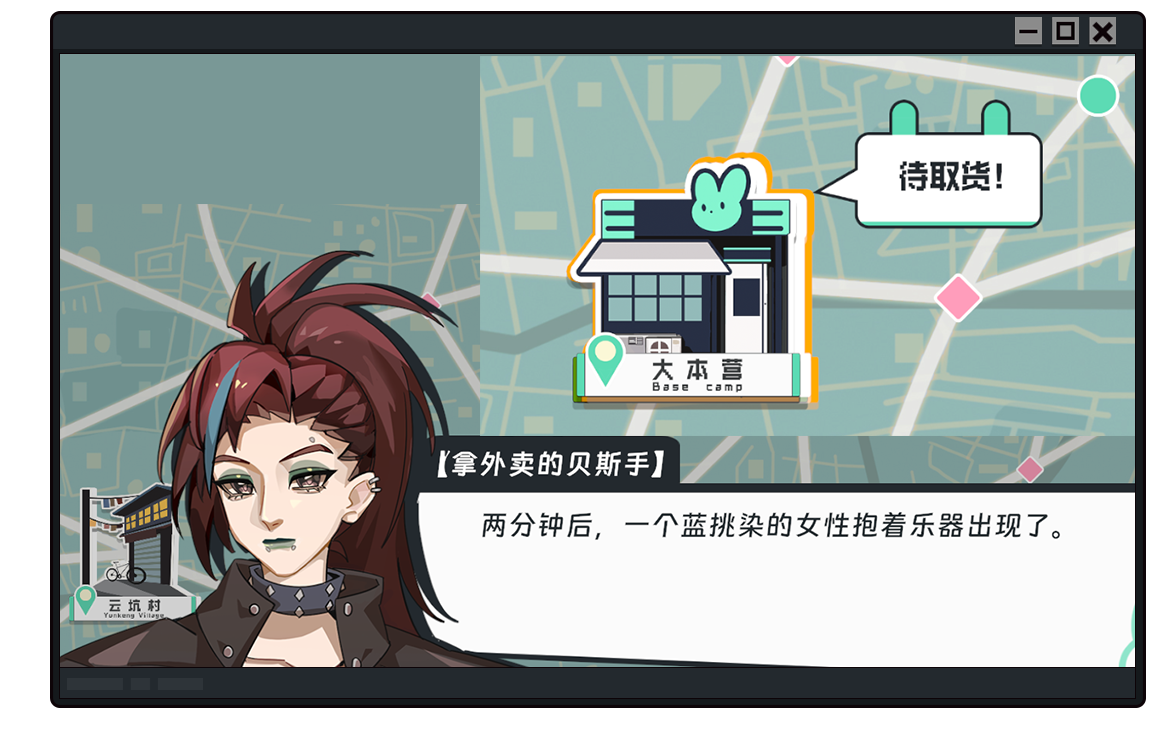 待取货!
大本营
Base camp
【拿外卖的贝斯手】
两分钟后，一个蓝挑染的女性抱着乐器出现了。
云坑村
Yunkeng Village